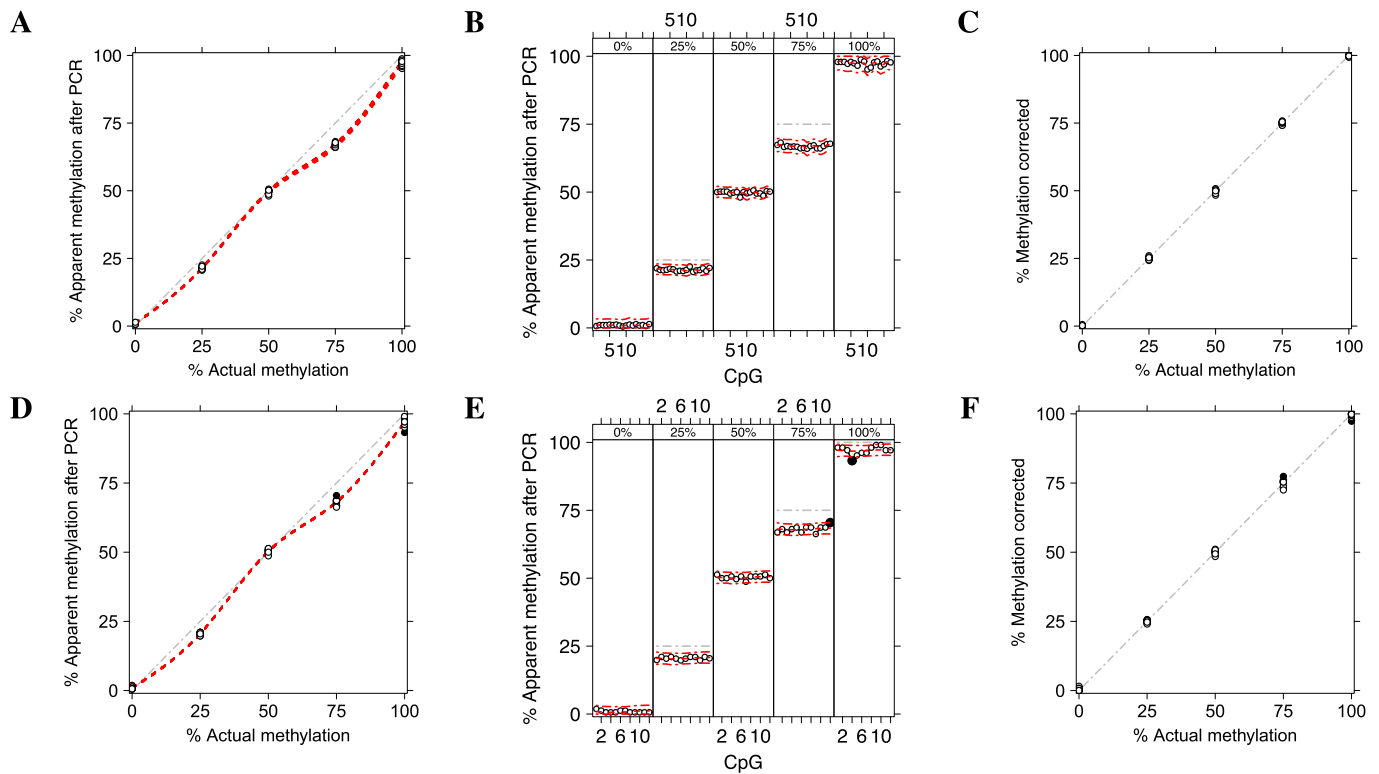 A
% Apparent methylation after PCR
100
75
50
25
0
0 25 50 75 100
% Actual methylation
B
510 510
0% 25% 50% 75% 100%
% Apparent methylation after PCR
100
75
50
25
0
510 510 510
CpG
C
% Methylation corrected
100
75
50
25
0
0 25 50 75 100
% Actual methylation
D
% Apparent methylation after PCR
100
75
50
25
0
0 25 50 75 100
% Actual methylation
E
2 6 10 2 6 10
0% 25% 50% 75% 100%
% Apparent methylation after PCR
100
75
50
25
0
2 6 10 2 6 10 2 6 10
CpG
F
% Methylation corrected
100
75
50
25
0
0 25 50 75 100
% Actual methylation